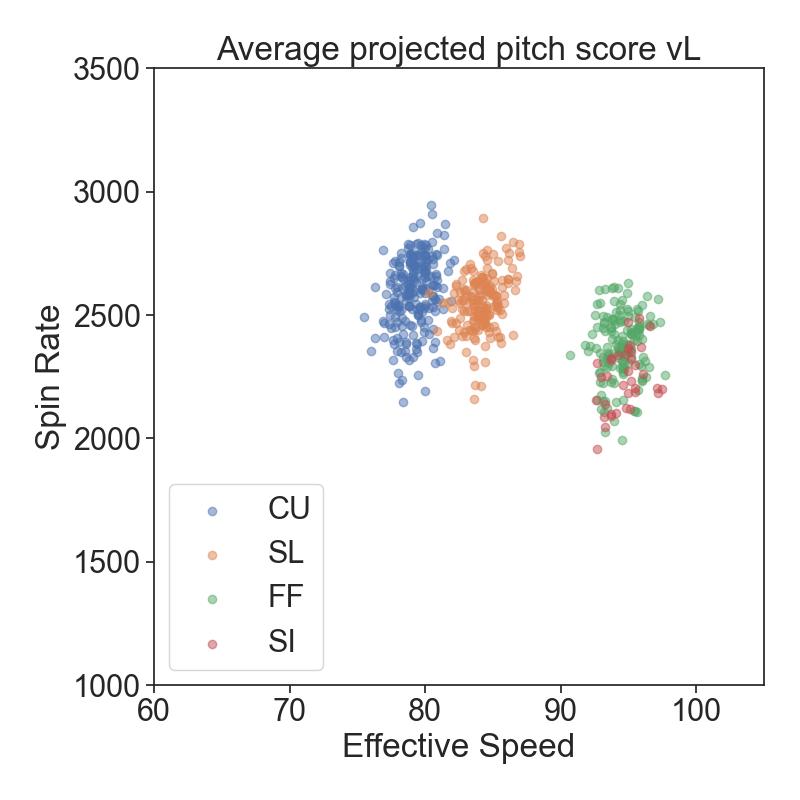 Average projected pitch score vL
3500
3000
2500
2000
1500
1000
Spin Rate
CU
SL
FF
SI
60 70 80 90 100
Effective Speed